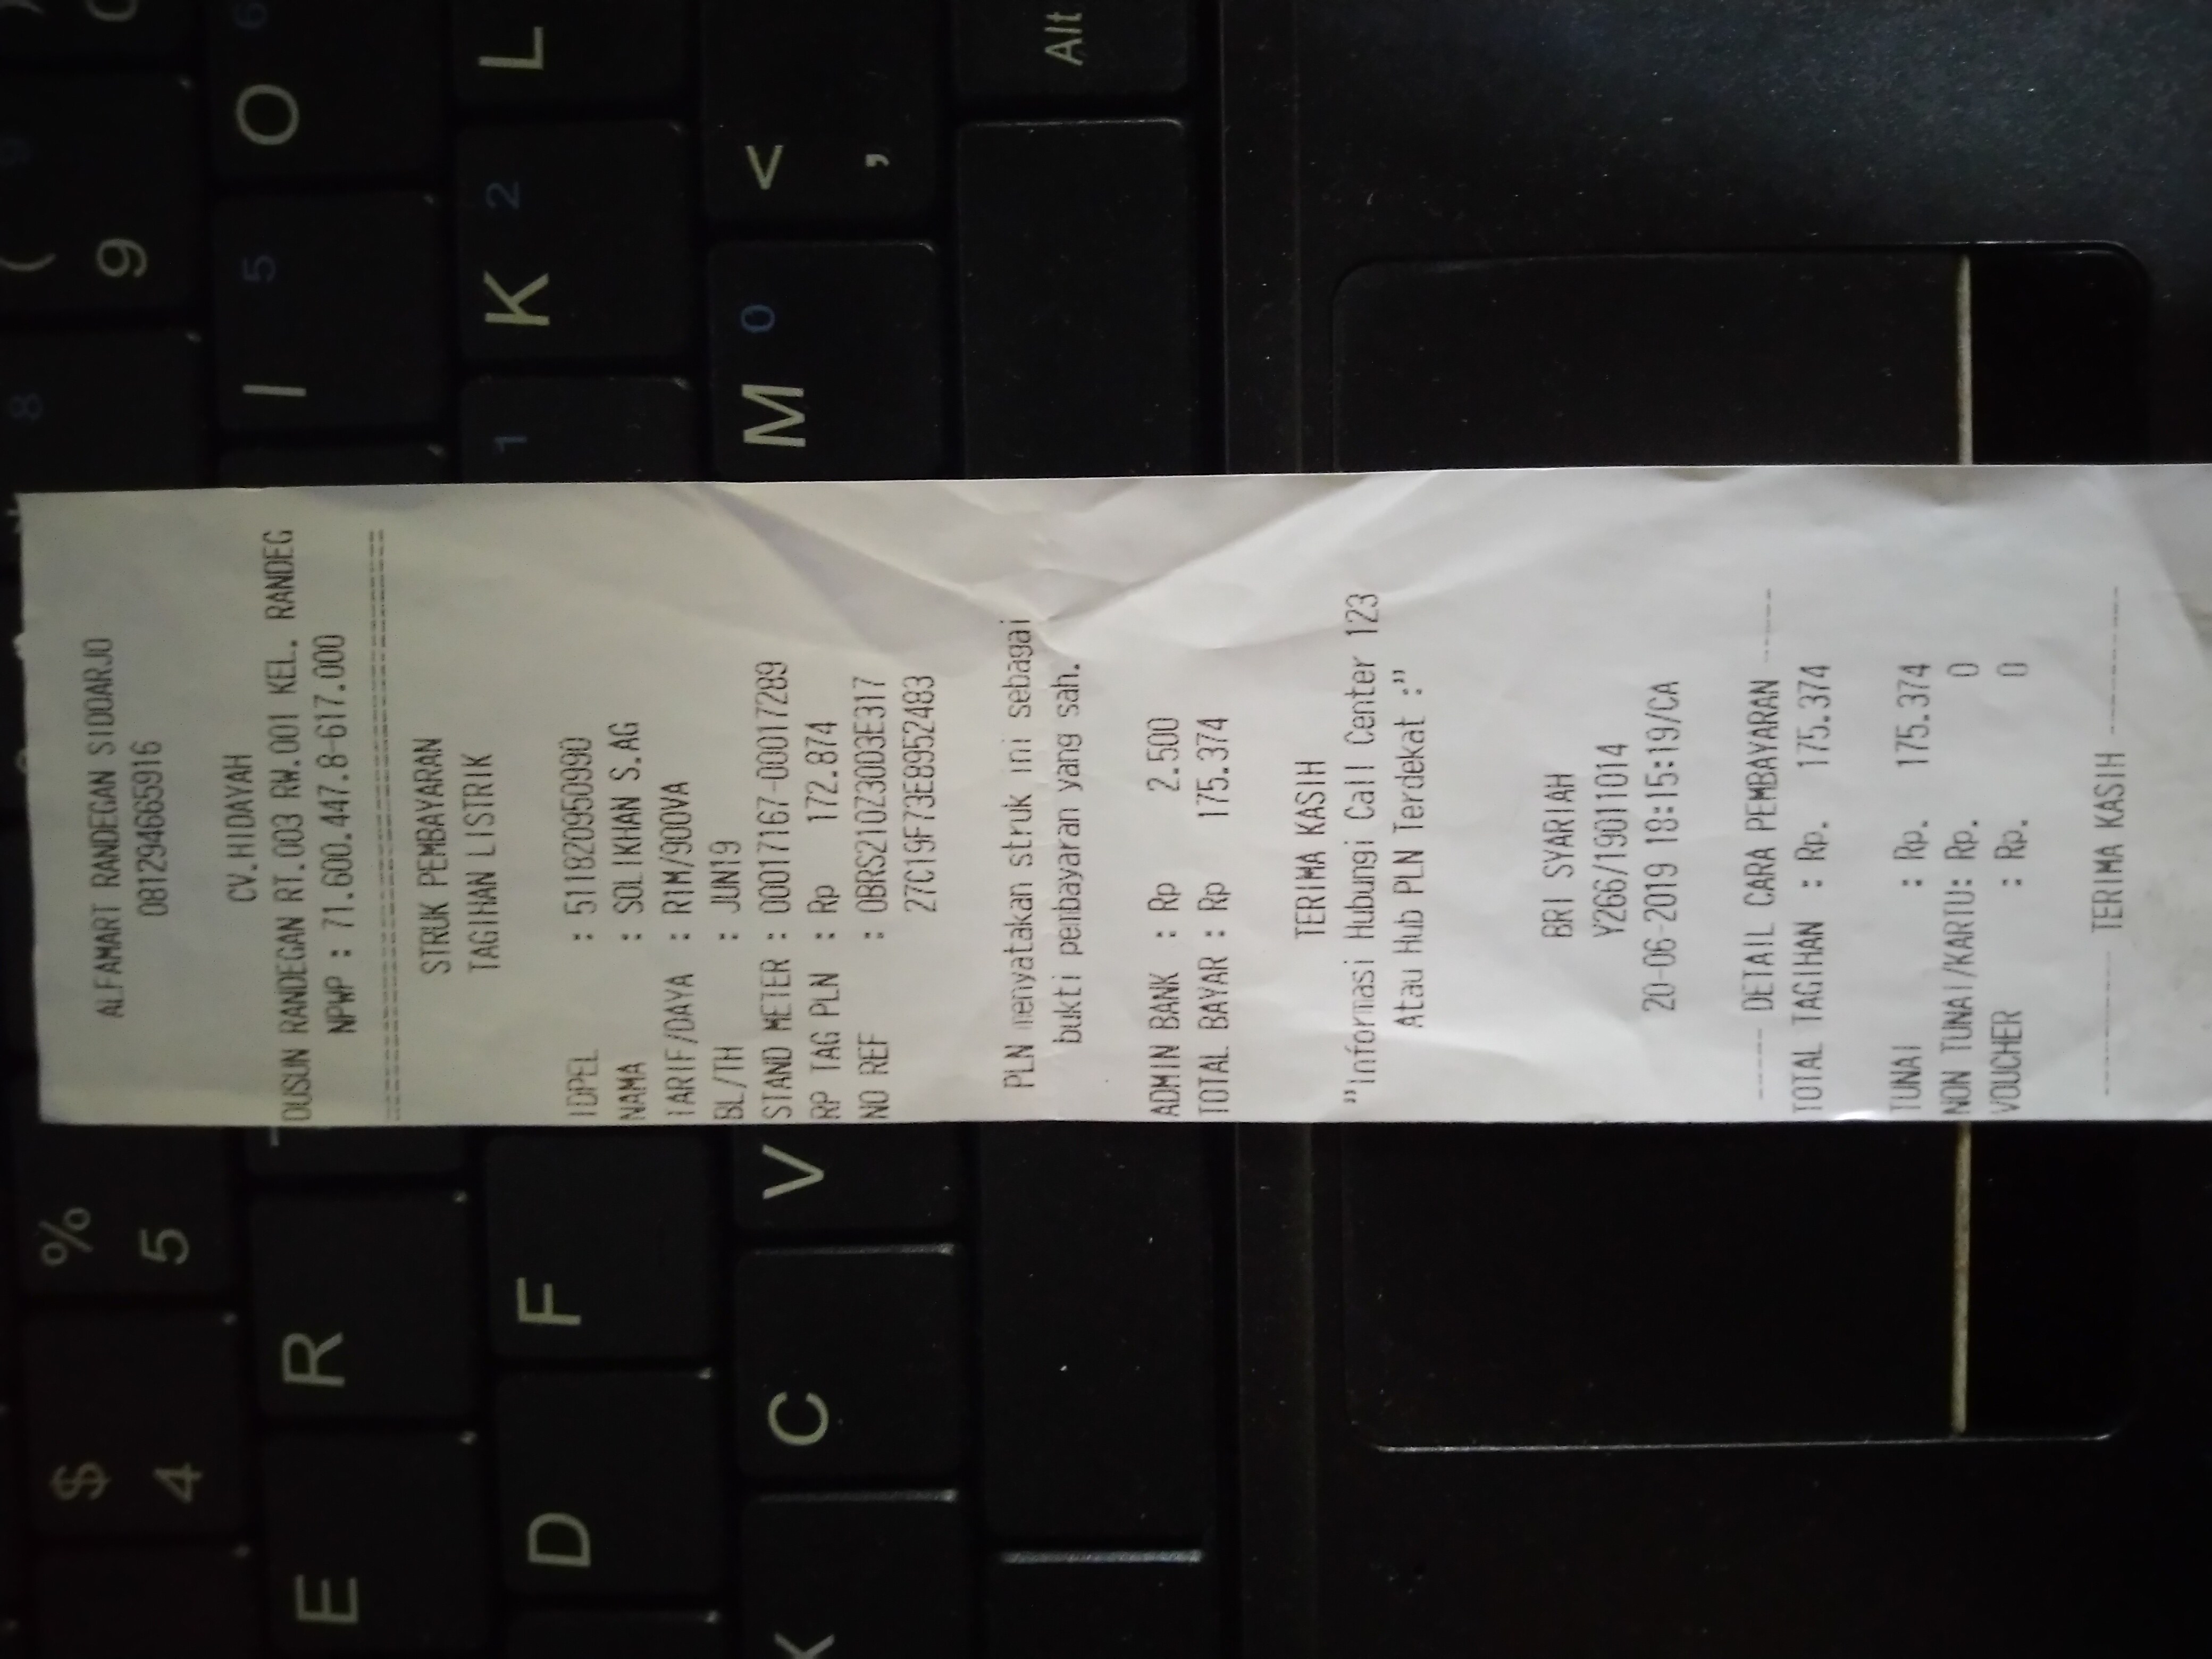 ALFAMART RANDEGAN SIDOARJO
081294665916
CV.HIDAYAH
DUSUN RANDEGAN RT.003 RW.001 KEL. RANDEG
NPWP : 71.600.447.8-617.000
STRUK PEMBAYARAN
TAGIHAN LISTRIK
IDPEL : 511820950990
NAMA : SOLIKHAN S.AG
TARIF/DAYA : R1M/900VA
BL/TH : JUN19
STAND METER : 00017167-00017289
RP TAG PLN : Rp 172.874
NO REF : 0BRS210Z30D3E317
27C19F73E8952483
PLN menyatakan struk ini sebagai
bukti pembayaran yang sah.
ADMIN BANK : Rp 2.500
TOTAL BAYAR : Rp 175.374
TERIMA KASIH
"Informasi Hubungi Call Center 123
Atau Hub PLN Terdekat :"
BRI SYARIAH
Y266/19011014
20-06-2019 18:15:19/CA
----- DETAIL CARA PEMBAYARAN -----
TOTAL TAGIHAN : Rp. 175.374
TUNAI : Rp. 175.374
NON TUNAI/KARTU: Rp. 0
VOUCHER : Rp. 0
---------- TERIMA KASIH ----------
( 9
8
O 6
I 5
L
K 2
1
< ,
M 0
Alt
% 5
$ 4
R
E
F
D
V
C
X